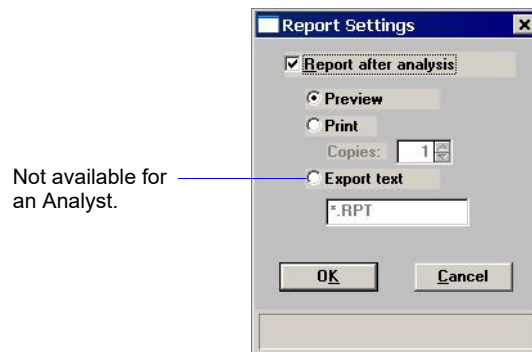 Report Settings
Report after analysis
Preview
Print
Copies: 1
Not available for
an Analyst.
Export text
*.RPT
OK
Cancel